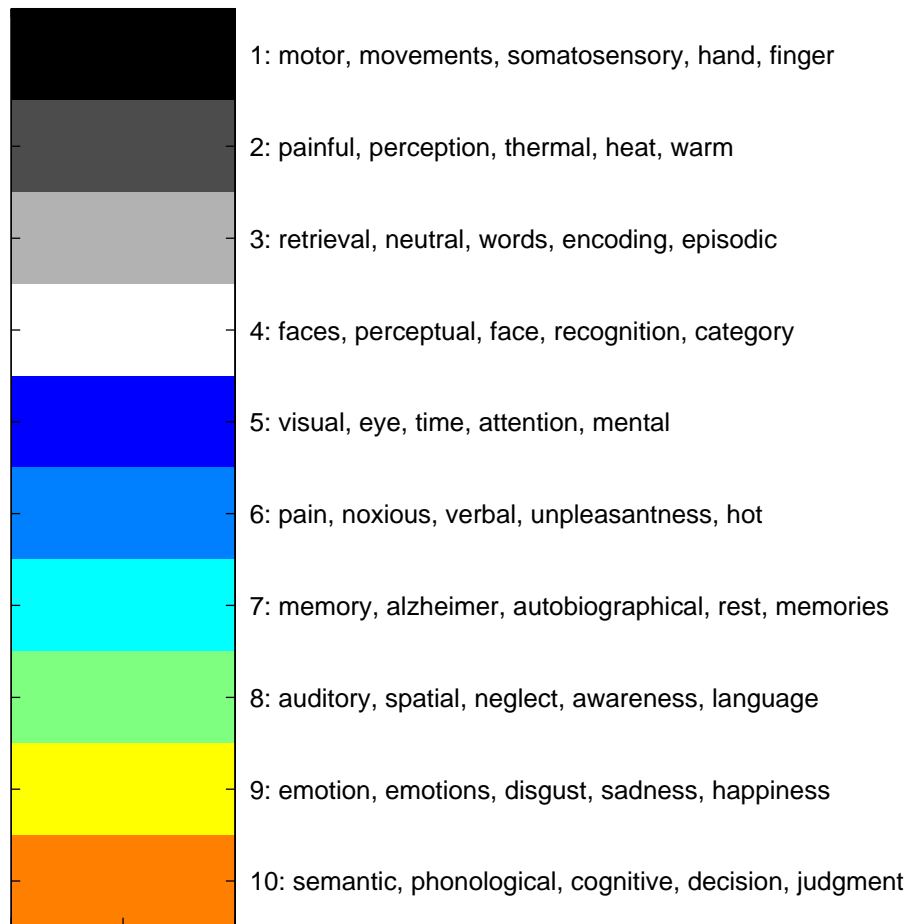 1: motor, movements, somatosensory, hand, finger
2: painful, perception, thermal, heat, warm
3: retrieval, neutral, words, encoding, episodic
4: faces, perceptual, face, recognition, category
5: visual, eye, time, attention, mental
6: pain, noxious, verbal, unpleasantness, hot
7: memory, alzheimer, autobiographical, rest, memories
8: auditory, spatial, neglect, awareness, language
9: emotion, emotions, disgust, sadness, happiness
10: semantic, phonological, cognitive, decision, judgment